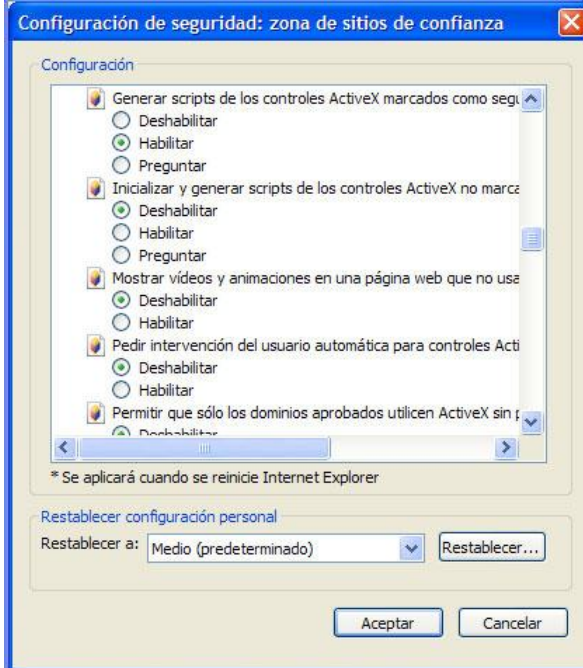 Configuración de seguridad: zona de sitios de confianza
Configuración
Generar scripts de los controles ActiveX marcados como segu
Deshabilitar
Habilitar
Preguntar
Inicializar y generar scripts de los controles ActiveX no marca
Deshabilitar
Habilitar
Preguntar
Mostrar vídeos y animaciones en una página web que no usa
Deshabilitar
Habilitar
Pedir intervención del usuario automática para controles Acti
Deshabilitar
Habilitar
Permitir que sólo los dominios aprobados utilicen ActiveX sin p
Deshabilitar
* Se aplicará cuando se reinicie Internet Explorer
Restablecer configuración personal
Restablecer a: Medio (predeterminado) Restablecer...
Aceptar Cancelar